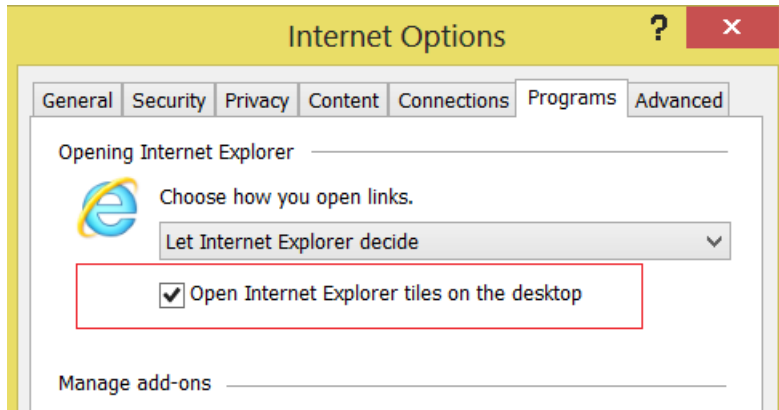 Internet Options
?
x
General Security Privacy Content Connections Programs Advanced
Opening Internet Explorer
Choose how you open links.
Let Internet Explorer decide
Open Internet Explorer tiles on the desktop
Manage add-ons